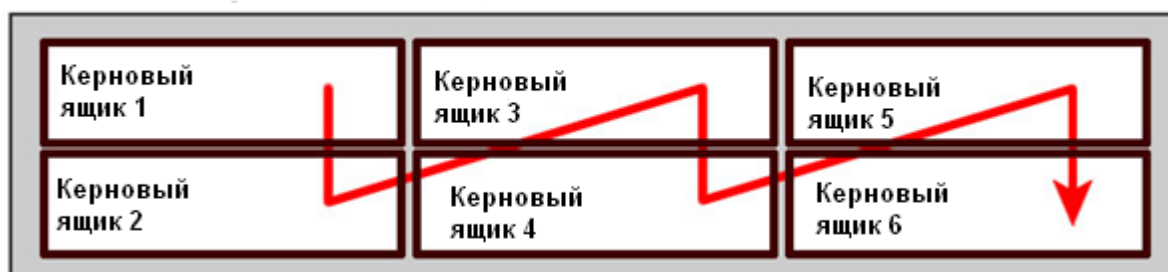 Керновый
ящик 1
Керновый
ящик 2
Керновый
ящик 3
Керновый
ящик 4
Керновый
ящик 5
Керновый
ящик 6